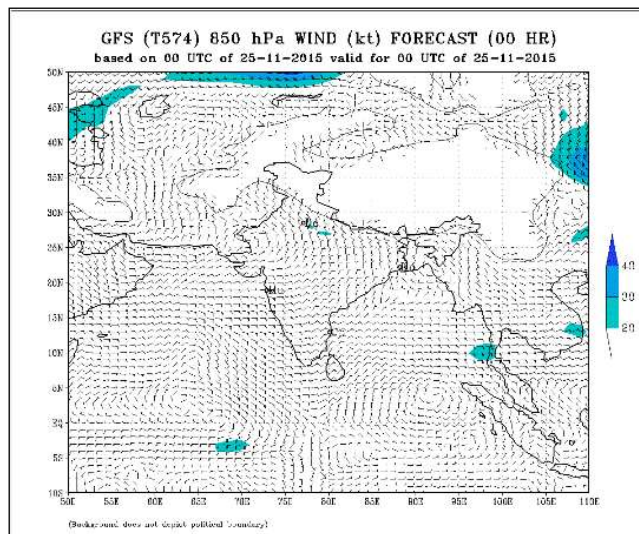 GFS (T574) 850 hPa WIND (kt) FORECAST (00 HR)
based on 00 UTC of 25-11-2015 valid for 00 UTC of 25-11-2015
50N
45N
40N
35N
30N
25N
20N
15N
10N
5N
EQ
5S
10S
50E 55E 60E 65E 70E 75E 80E 85E 90E 95E 100E 105E 110E
40
30
20
(Background does not depict political boundary)